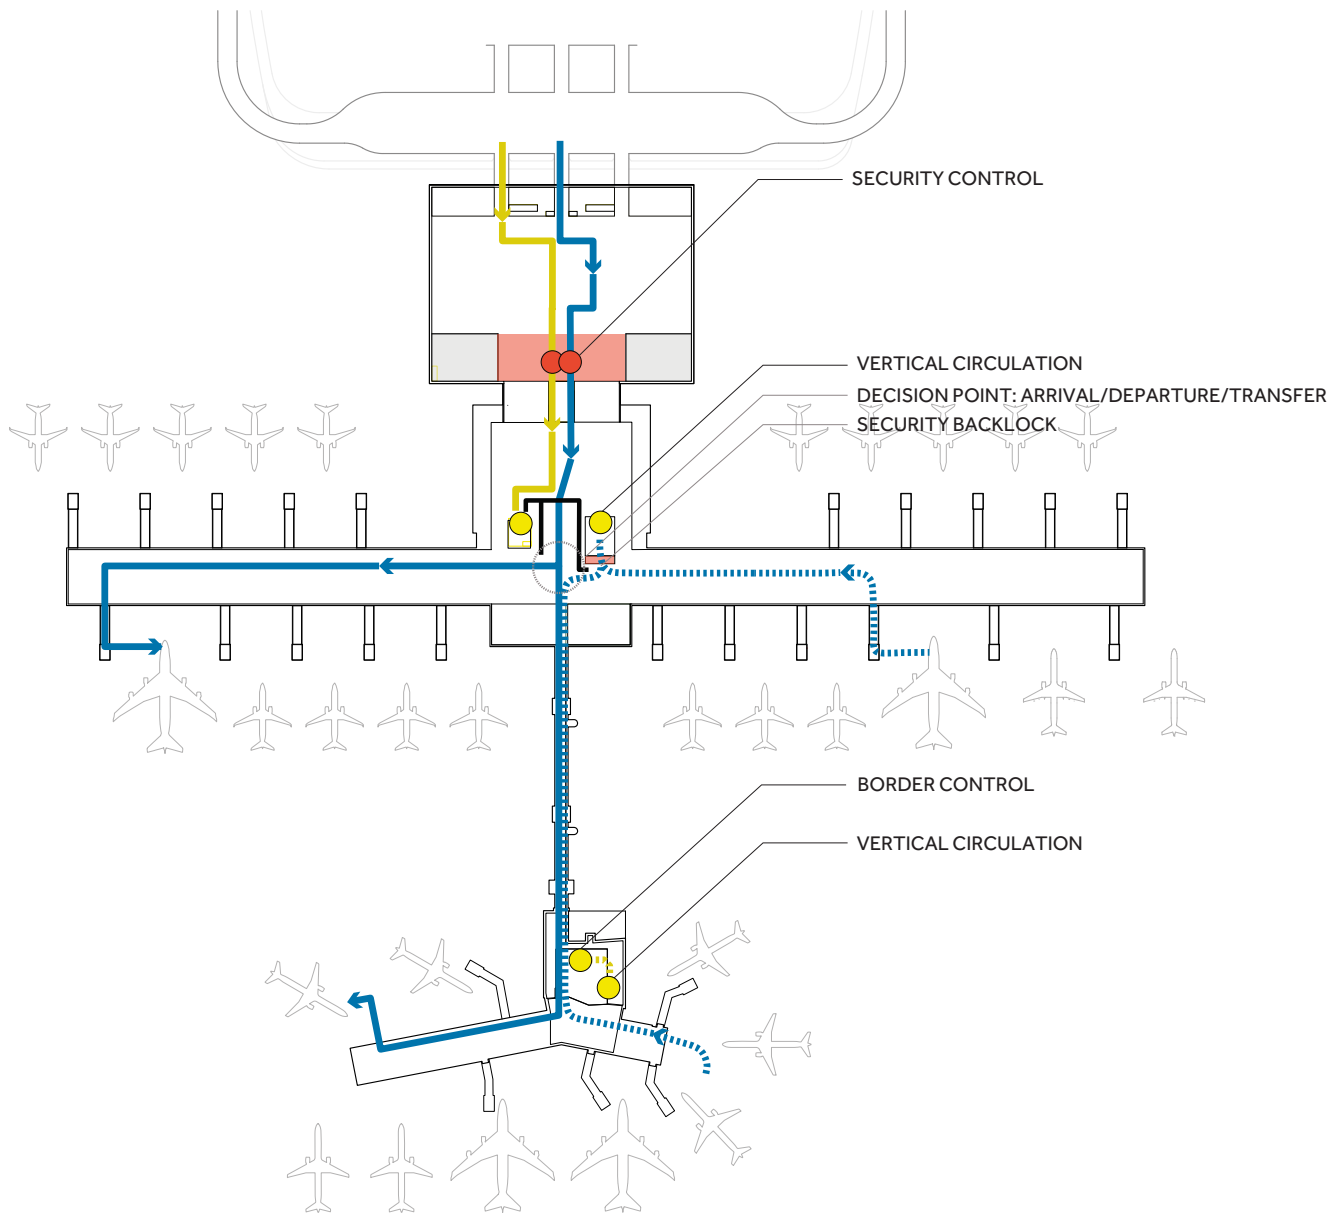 SECURITY CONTROL
VERTICAL CIRCULATION
DECISION POINT: ARRIVAL/DEPARTURE/TRANSFER
SECURITY BACKLOCK
BORDER CONTROL
VERTICAL CIRCULATION